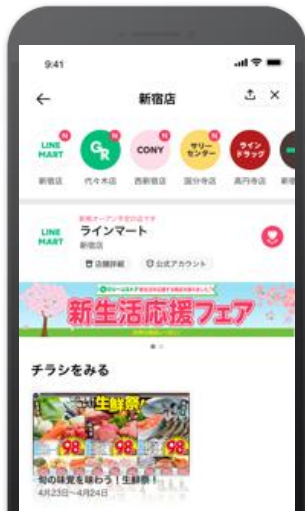 9:41
新宿店
N
N
N
N
N
LINE
MART
GR
CONY
サリー
センター
ライン
ドラッグ
新宿店
代々木店
西新宿店
国分寺店
高円寺店
新宿
LINE
MART
ラインマート
新宿店
店舗詳細
公式アカウント
新生活応援フェア
チラシをみる
生鮮祭!
98
98
98
旬の味覚を味わう!生鮮祭!
4月23日〜4月24日